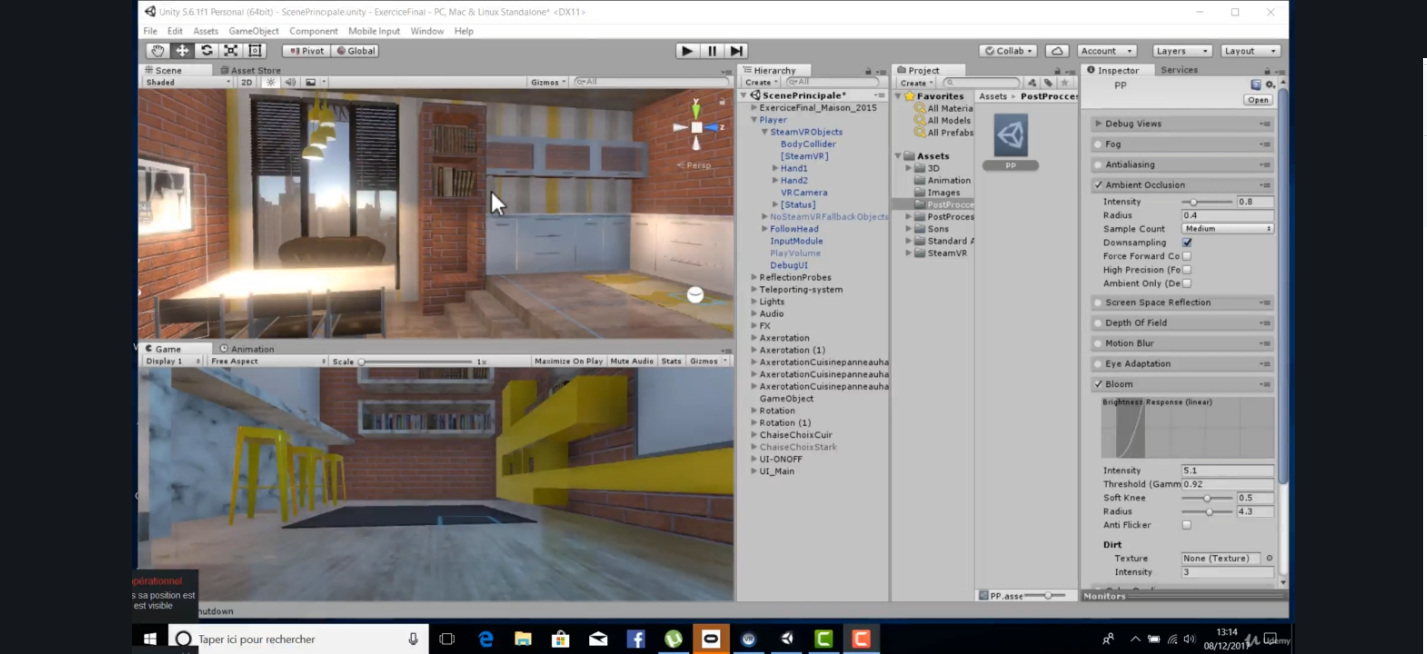 Unity 5.6.1f1 Personal (64bit) - ScenePrincipale.unity - ExerciceFinal - PC, Mac & Linux Standalone* <DX11>
File Edit Assets GameObject Component Mobile Input Window Help
Pivot Global Collab Account Layers Layout
Scene Asset Store
Shaded 2D Gizmos All
Persp
Game Animation
Display 1 Free Aspect Scale 1x Maximize On Play Mute Audio Stats Gizmos
Hierarchy
Create All
ScenePrincipale*
ExerciceFinal_Maison_2015
Player
SteamVRObjects
BodyCollider
[SteamVR]
Hand1
Hand2
VRCamera
[Status]
NoSteamVRFallbackObjects
FollowHead
InputModule
PlayVolume
DebugUI
ReflectionProbes
Teleporting-system
Lights
Audio
FX
Axerotation
Axerotation (1)
AxerotationCuisinepanneauha
AxerotationCuisinepanneauha
AxerotationCuisinepanneauha
GameObject
Rotation
Rotation (1)
ChaiseChoixCuir
ChaiseChoixStark
UI-ONOFF
UI_Main
Project
Create
Favorites
All Materia
All Models
All Prefabs
Assets
3D
Animation
Images
PostProcce
PostProces
Sons
Standard A
SteamVR
Assets PostProcces
PP
PP.asse
Inspector Services
PP
Open
Debug Views
Fog
Antialiasing
Ambient Occlusion
Intensity 0.8
Radius 0.4
Sample Count Medium
Downsampling
Force Forward Co
High Precision (Fo
Ambient Only (De
Screen Space Reflection
Depth Of Field
Motion Blur
Eye Adaptation
Bloom
Brightness Response (linear)
Intensity 5.1
Threshold (Gamm 0.92
Soft Knee 0.5
Radius 4.3
Anti Flicker
Dirt
Texture None (Texture)
Intensity 3
Monitors
opérationnel
s sa position est
est visible
hutdown
Taper ici pour rechercher
13:14
08/12/201